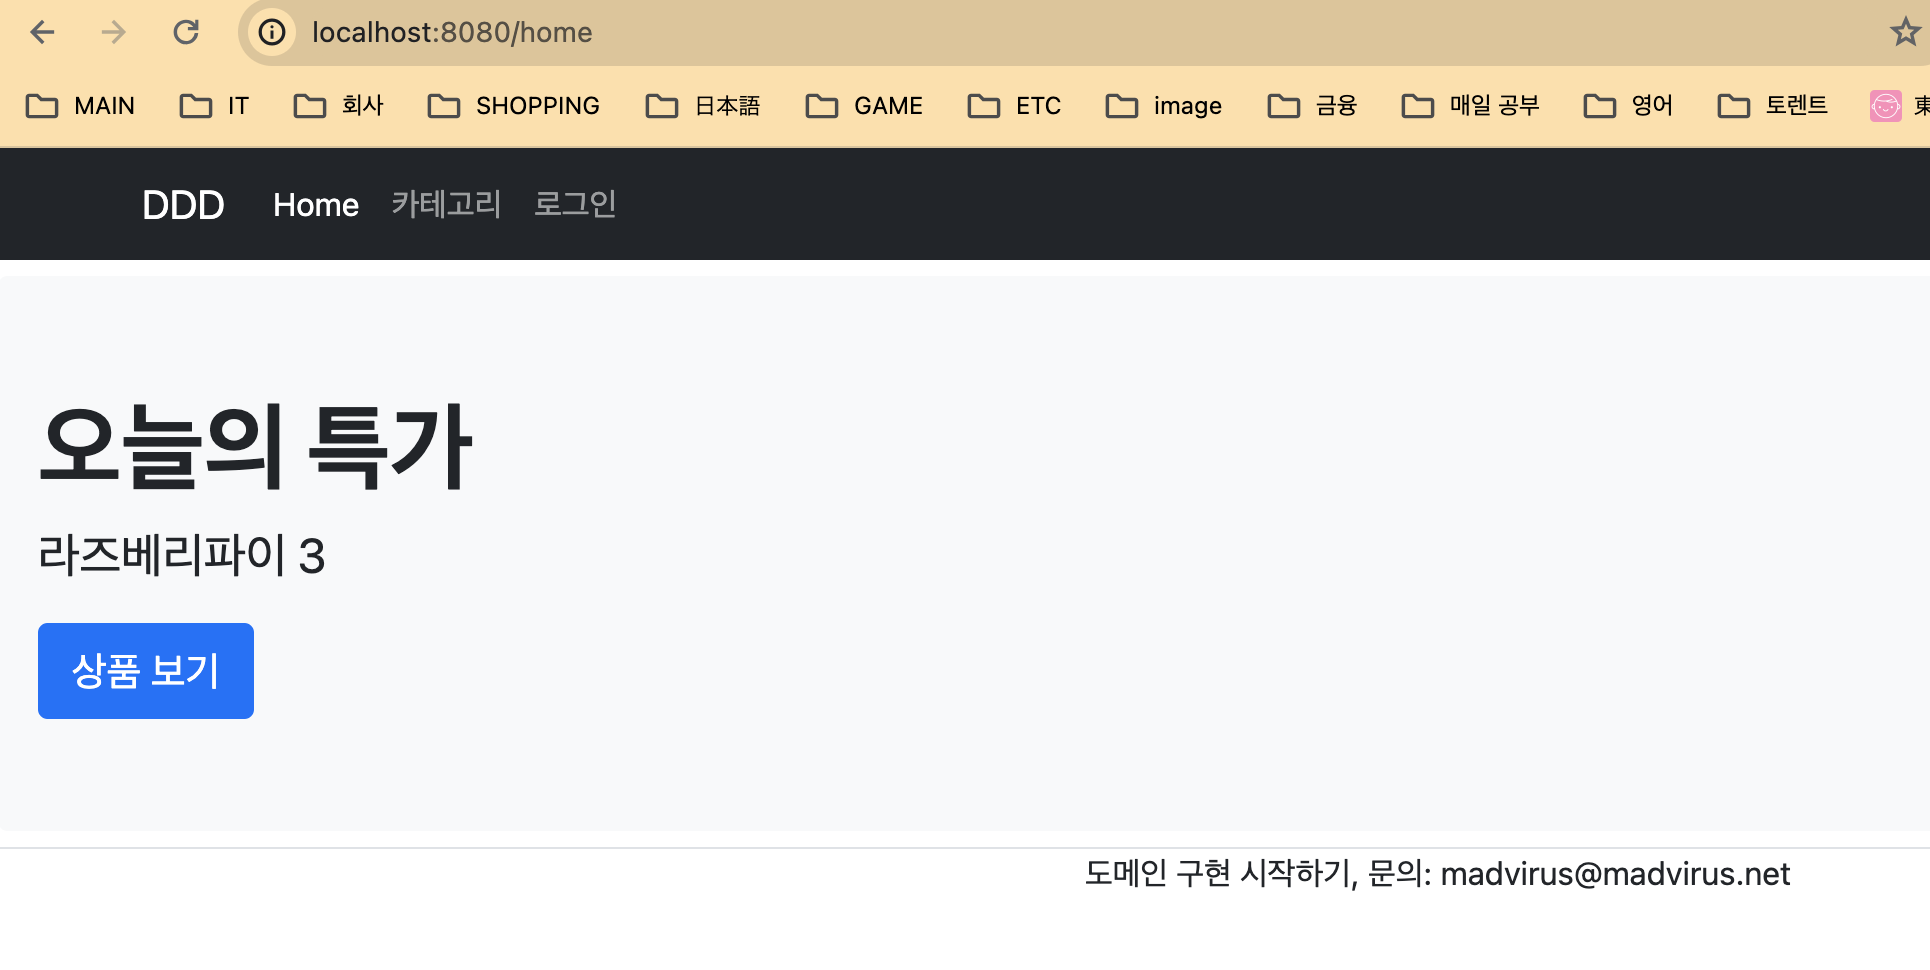 localhost:8080/home
MAIN IT 회사 SHOPPING 日本語 GAME ETC image 금융 매일 공부 영어 토렌트
DDD Home 카테고리 로그인
오늘의 특가
라즈베리파이 3
상품 보기
도메인 구현 시작하기, 문의: madvirus@madvirus.net